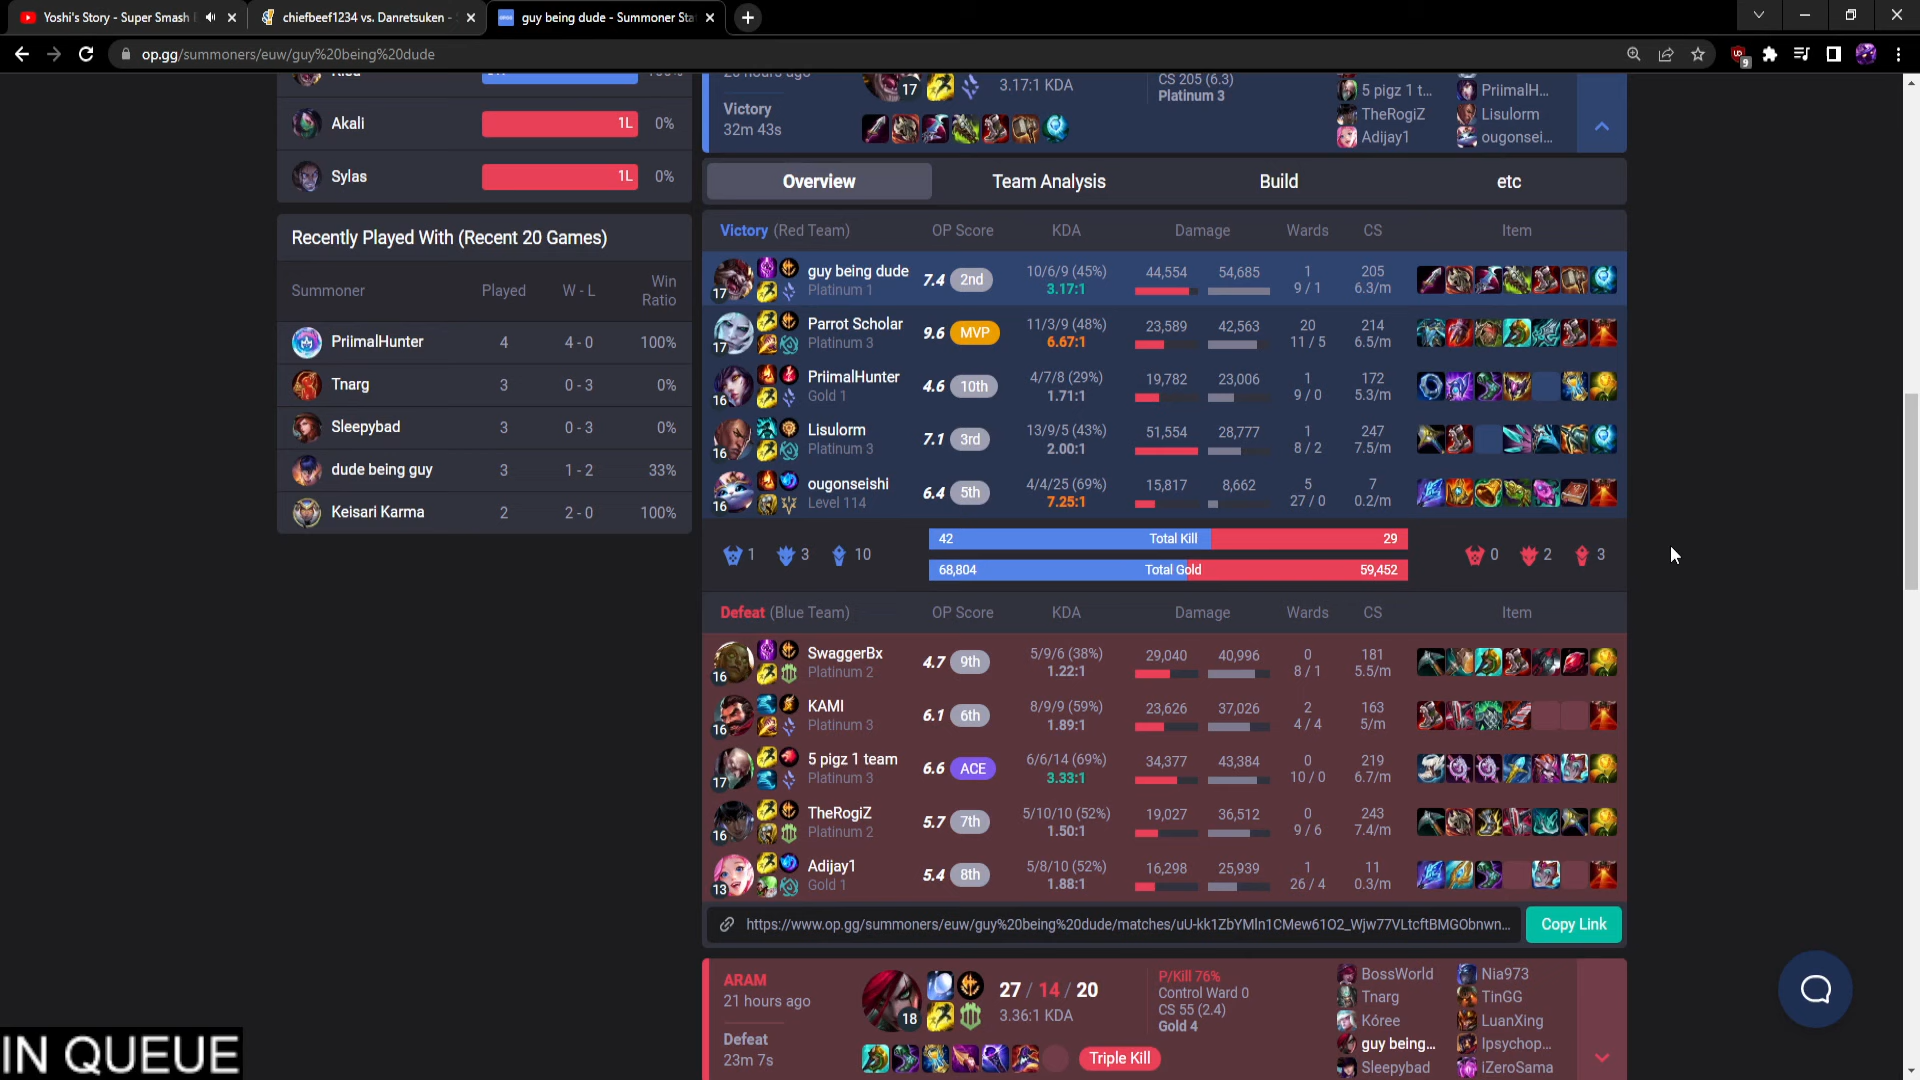 Yoshi's Story - Super Smash
chiefbeef1234 vs. Danretsuken -
guy being dude - Summoner Sta
op.gg/summoners/euw/guy%20being%20dude
9
Akali
1L
0%
Sylas
1L
0%
Recently Played With (Recent 20 Games)
Summoner
Played
W - L
Win
Ratio
PriimalHunter
4
4 - 0
100%
Tnarg
3
0 - 3
0%
Sleepybad
3
0 - 3
0%
dude being guy
3
1 - 2
33%
Keisari Karma
2
2 - 0
100%
Victory
32m 43s
17
3.17:1 KDA
CS 205 (6.3)
Platinum 3
5 pigz 1 t...
TheRogiZ
Adijay1
PriimalH...
Lisulorm
ougonsei...
Overview
Team Analysis
Build
etc
Victory (Red Team)
OP Score
KDA
Damage
Wards
CS
Item
17
guy being dude
Platinum 1
7.4
2nd
10/6/9 (45%)
3.17:1
44,554
54,685
1
9 / 1
205
6.3/m
17
Parrot Scholar
Platinum 3
9.6
MVP
11/3/9 (48%)
6.67:1
23,589
42,563
20
11 / 5
214
6.5/m
16
PriimalHunter
Gold 1
4.6
10th
4/7/8 (29%)
1.71:1
19,782
23,006
1
9 / 0
172
5.3/m
16
Lisulorm
Platinum 3
7.1
3rd
13/9/5 (43%)
2.00:1
51,554
28,777
1
8 / 2
247
7.5/m
16
ougonseishi
Level 114
6.4
5th
4/4/25 (69%)
7.25:1
15,817
8,662
5
27 / 0
7
0.2/m
1
3
10
42
Total Kill
29
68,804
Total Gold
59,452
0
2
3
Defeat (Blue Team)
OP Score
KDA
Damage
Wards
CS
Item
16
SwaggerBx
Platinum 2
4.7
9th
5/9/6 (38%)
1.22:1
29,040
40,996
0
8 / 1
181
5.5/m
16
KAMI
Platinum 3
6.1
6th
8/9/9 (59%)
1.89:1
23,626
37,026
2
4 / 4
163
5/m
17
5 pigz 1 team
Platinum 3
6.6
ACE
6/6/14 (69%)
3.33:1
34,377
43,384
0
10 / 0
219
6.7/m
16
TheRogiZ
Platinum 2
5.7
7th
5/10/10 (52%)
1.50:1
19,027
36,512
0
9 / 6
243
7.4/m
13
Adijay1
Gold 1
5.4
8th
5/8/10 (52%)
1.88:1
16,298
25,939
1
26 / 4
11
0.3/m
Copy Link
ARAM
21 hours ago
Defeat
23m 7s
18
27 / 14 / 20
3.36:1 KDA
Triple Kill
P/Kill 76%
Control Ward 0
CS 55 (2.4)
Gold 4
BossWorld
Tnarg
Kóree
guy being...
Sleepybad
Nia973
TinGG
LuanXing
Ipsychop...
iZeroSama
IN QUEUE